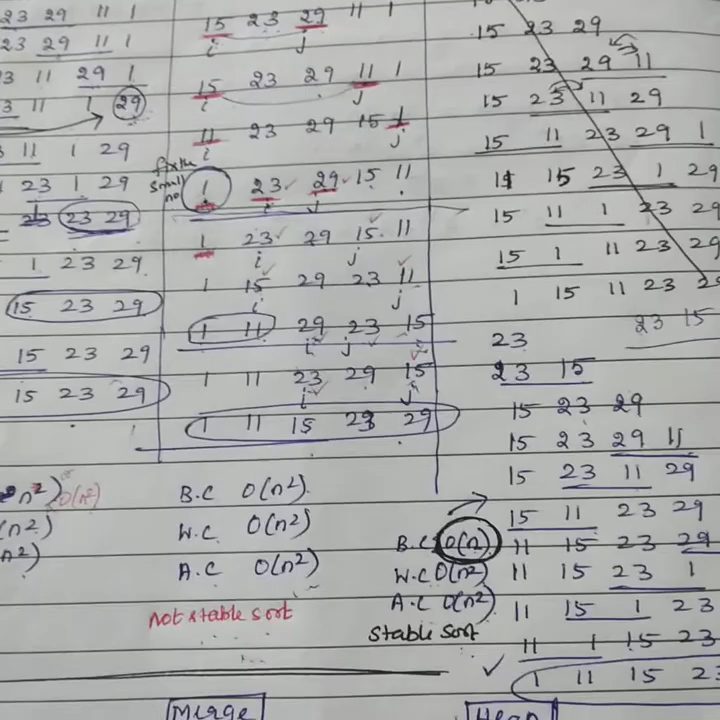 23 29 11 1
23 29 11 1
23 11 29 1
11 1 29
11 1 29
23 1 29
23 29
1 23 29
15 23 29
15 23 29
15 23 29
O(n²)
(n²)
n²)
15 23 29 11 1
i j
15 23 29 11 1
i j
11 23 29 15 1
i j
fix the small no
1 23 29 15 11
i j
1 23 29 15 11
i j
1 15 29 23 11
i j
1 11 29 23 15
i j
1 11 23 29 15
i j
1 11 15 23 29
B.C O(n²)
W.C O(n²)
A.C O(n²)
Not stable sort
15 23 29
15 23 29 11
15 23 11 29
15 11 23 29 1
11 15 23 1 29
15 11 1 23 29
15 1 11 23 29
1 15 11 23 29
23 15
23
23 15
15 23 29
15 23 29 11
15 23 11 29
15 11 23 29
11 15 23 29
11 15 23 1
11 15 1 23
11 1 15 23
1 11 15 23
B.C O(n)
W.C O(n²)
A.C O(n²)
Stable sort
Merge
Heap